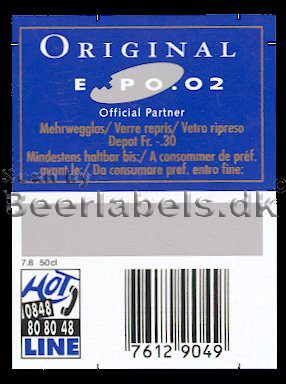 ORIGINAL
EXPO.02
Official Partner
Mehrwegglas/ Verre repris/ Vetro ripreso
Depot Fr. -.30
Mindestens haltbar bis:/ A consommer de préf.
avant le:/ Da consumare pref. entro fine:
Scan by
Beerlabels.dk
7.8 50cl
HOT
0848
80 80 48
LINE
7612 9049